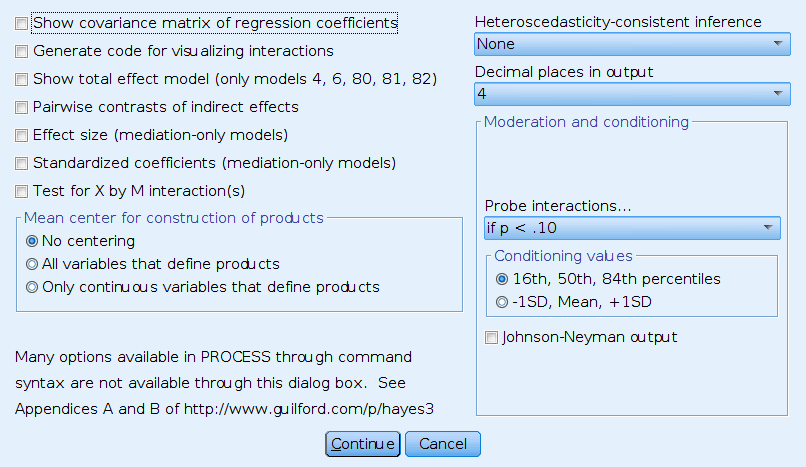 Show covariance matrix of regression coefficients
Generate code for visualizing interactions
Show total effect model (only models 4, 6, 80, 81, 82)
Pairwise contrasts of indirect effects
Effect size (mediation-only models)
Standardized coefficients (mediation-only models)
Test for X by M interaction(s)
Mean center for construction of products
No centering
All variables that define products
Only continuous variables that define products
Many options available in PROCESS through command
syntax are not available through this dialog box. See
Appendices A and B of http://www.guilford.com/p/hayes3
Heteroscedasticity-consistent inference
None
Decimal places in output
4
Moderation and conditioning
Probe interactions...
if p < .10
Conditioning values
16th, 50th, 84th percentiles
-1SD, Mean, +1SD
Johnson-Neyman output
Continue
Cancel